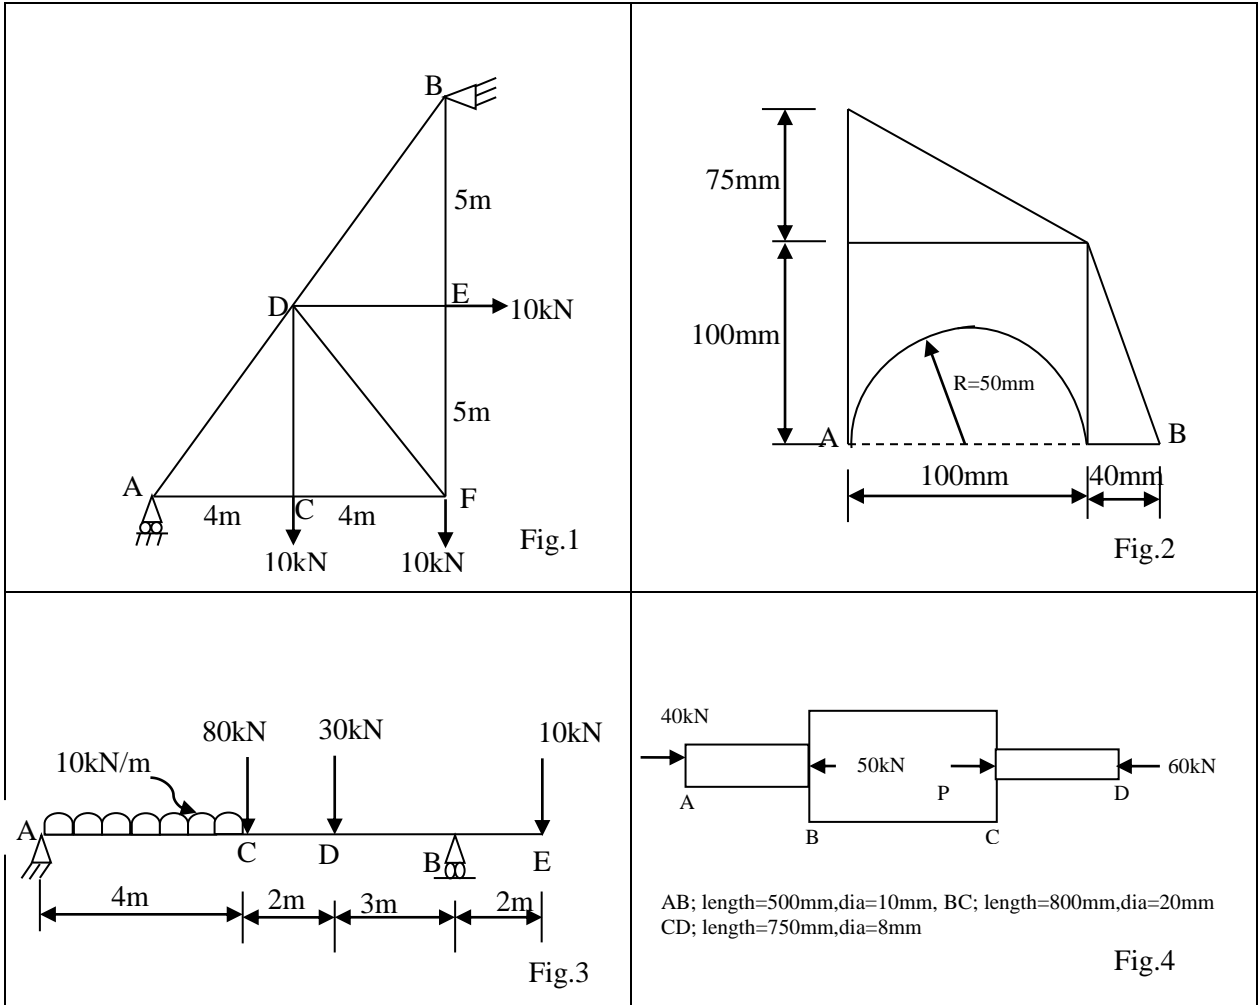 B
5m
D
E
10kN
5m
A
C
F
4m
4m
10kN
10kN
Fig.1
75mm
100mm
R=50mm
A
B
100mm
40mm
Fig.2
80kN
30kN
10kN
10kN/m
A
C
D
B
E
4m
2m
3m
2m
Fig.3
40kN
50kN
P
60kN
A
D
B
C
AB; length=500mm,dia=10mm, BC; length=800mm,dia=20mm
CD; length=750mm,dia=8mm
Fig.4